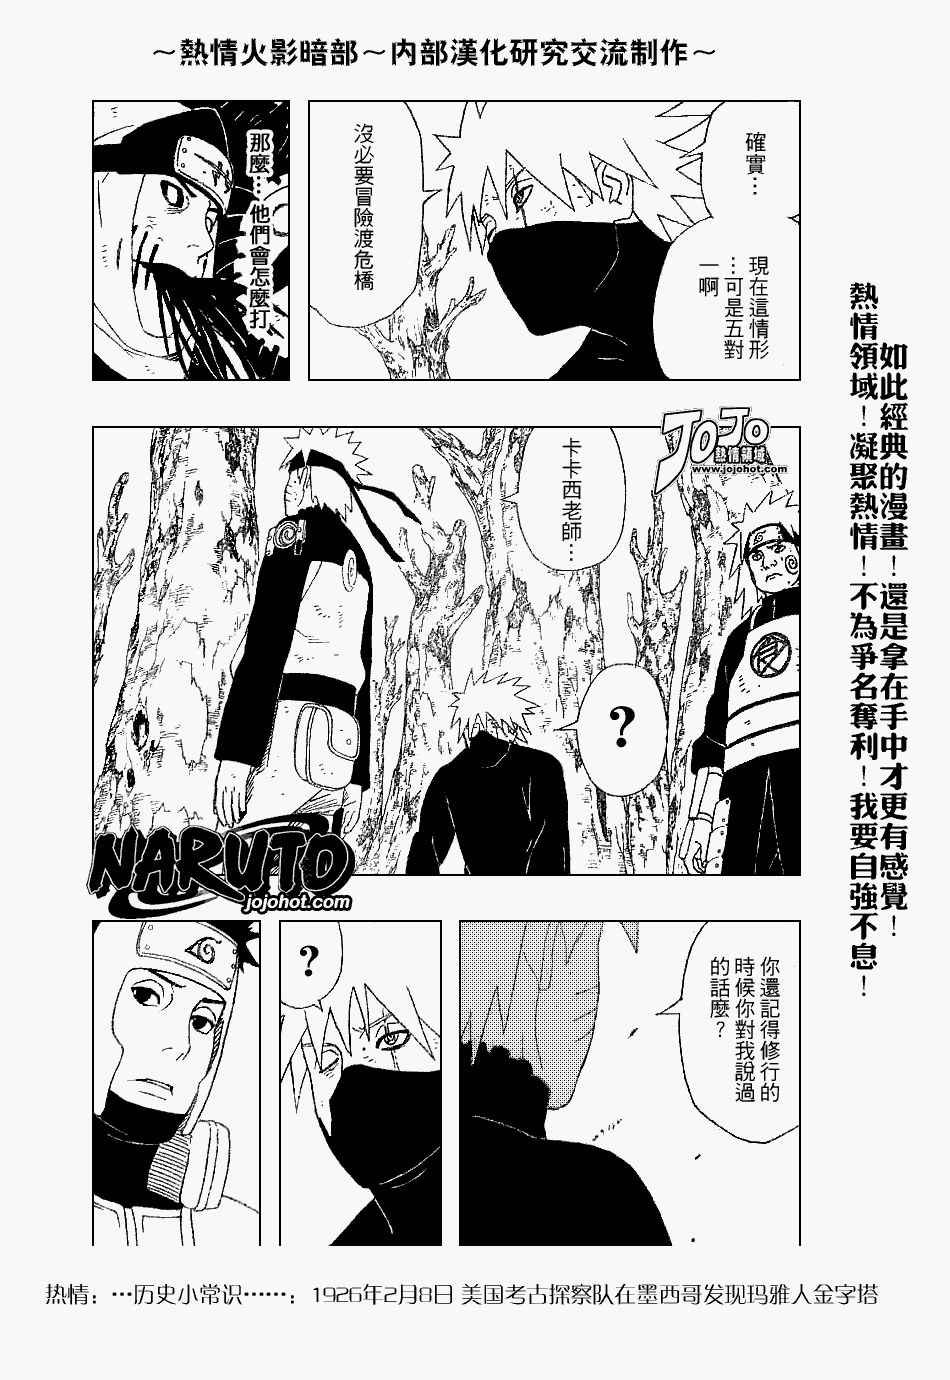 ～熱情火影暗部～内部漢化研究交流制作～
確實…
現在這情形
…可是五對
一啊
沒必要冒險渡危橋
那麼…他們會怎麼打
JOJO
熱情領域
www.jojohot.com
卡卡西老師…
？
忍
NARUTO
jojohot.com
你還記得修行的
時候你對我說過
的話麼？
？
如此經典的漫畫！還是拿在手中才更有感覺！
熱情領域！凝聚熱情！不為爭名奪利！我要自強不息！
热情：…历史小常识……：1926年2月8日 美国考古探察队在墨西哥发现玛雅人金字塔